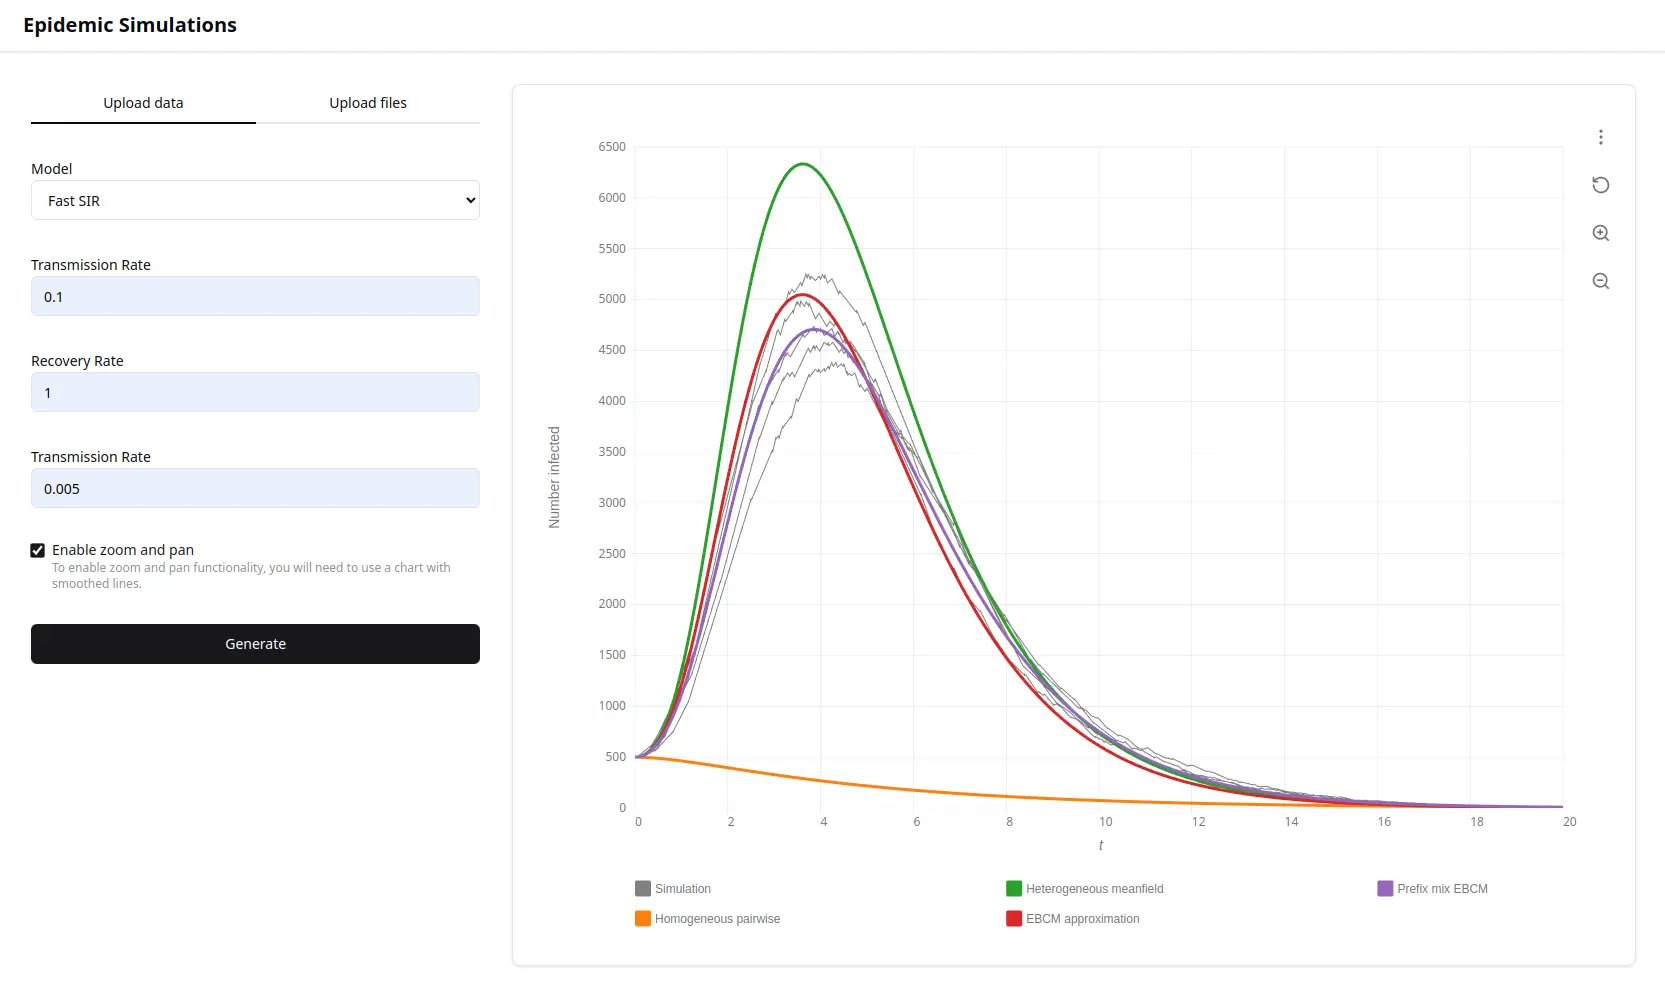 Epidemic Simulations
Upload data
Upload files
Model
Fast SIR
Transmission Rate
0.1
Recovery Rate
1
Transmission Rate
0.005
Enable zoom and pan
To enable zoom and pan functionality, you will need to use a chart with
smoothed lines.
Generate
Number infected
6500
6000
5500
5000
4500
4000
3500
3000
2500
2000
1500
1000
500
0
0 2 4 6 8 10 12 14 16 18 20
t
Simulation
Heterogeneous meanfield
Prefix mix EBCM
Homogeneous pairwise
EBCM approximation